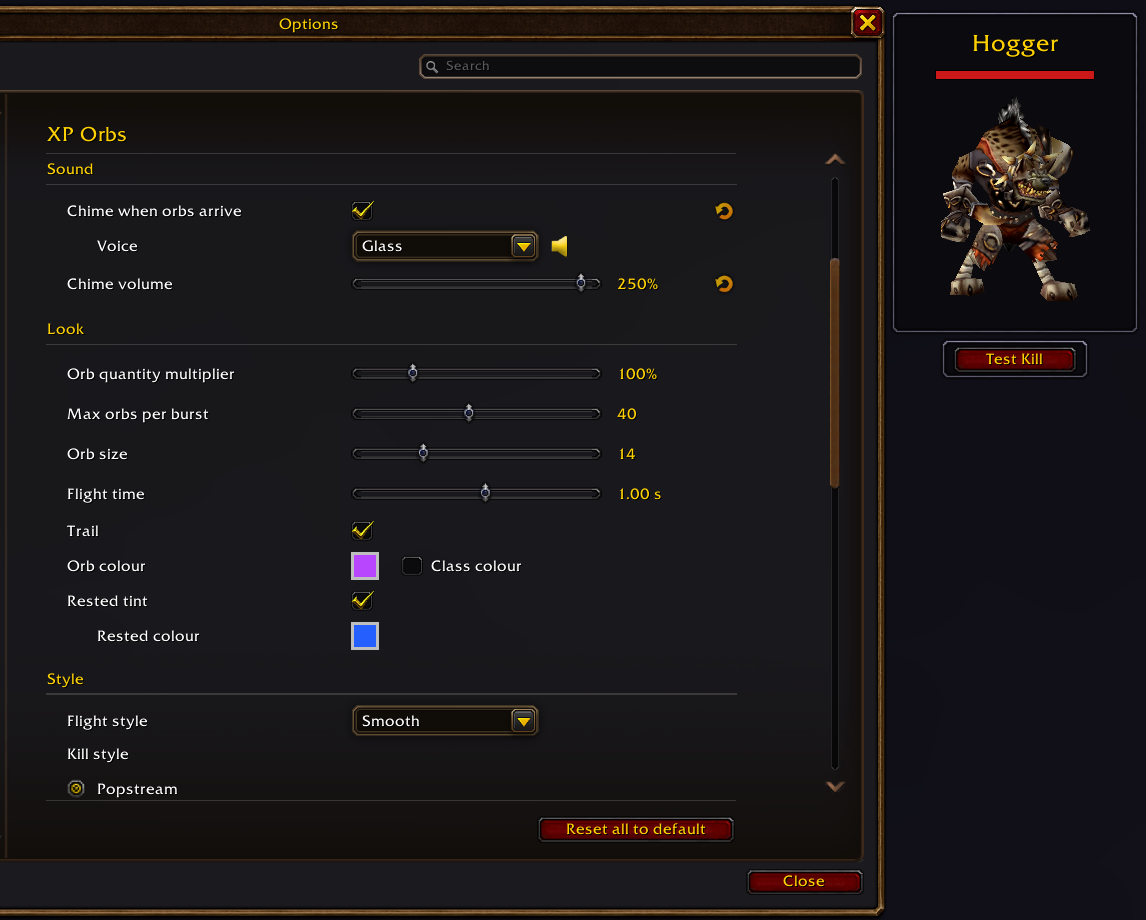 Options
Search
Hogger
XP Orbs
Sound
Chime when orbs arrive
Voice
Glass
Chime volume
250%
Test Kill
Look
Orb quantity multiplier
100%
Max orbs per burst
40
Orb size
14
Flight time
1.00 s
Trail
Orb colour
Class colour
Rested tint
Rested colour
Style
Flight style
Smooth
Kill style
Popstream
Reset all to default
Close